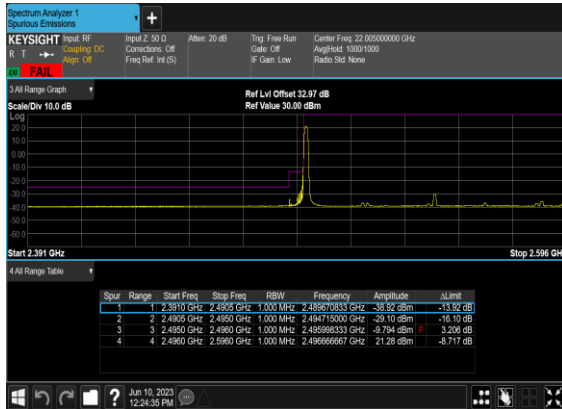 Spectrum Analyzer 1
Spurious Emissions
KEYSIGHT Input: RF Input Z: 50 Ω Atten: 20 dB Trig: Free Run Center Freq: 22.005000000 GHz
R T Coupling: DC Corrections: Off Gate: Off Avg|Hold: 1000/1000
Align: Off Freq Ref: Int (S) IF Gain: Low Radio Std: None
FAIL
3 All Range Graph Ref Lvl Offset 32.97 dB
Scale/Div 10.0 dB Ref Value 30.00 dBm
Log
20.0
10.0
0.00
-10.0
-20.0
-30.0
-40.0
-50.0
-60.0
Start 2.391 GHz Stop 2.596 GH
4 All Range Table
Spur Range Start Freq Stop Freq RBW Frequency Amplitude ΔLimit
1 1 2.3910 GHz 2.4905 GHz 1.000 MHz 2.489670833 GHz -38.92 dBm -13.92 dB
2 2 2.4905 GHz 2.4950 GHz 1.000 MHz 2.494715000 GHz -29.10 dBm -16.10 dB
3 3 2.4950 GHz 2.4960 GHz 1.000 MHz 2.495998333 GHz -9.794 dBm F 3.206 dB
4 4 2.4960 GHz 2.5960 GHz 1.000 MHz 2.496666667 GHz 21.28 dBm -8.717 dB
? Jun 10, 2023
12:24:35 PM